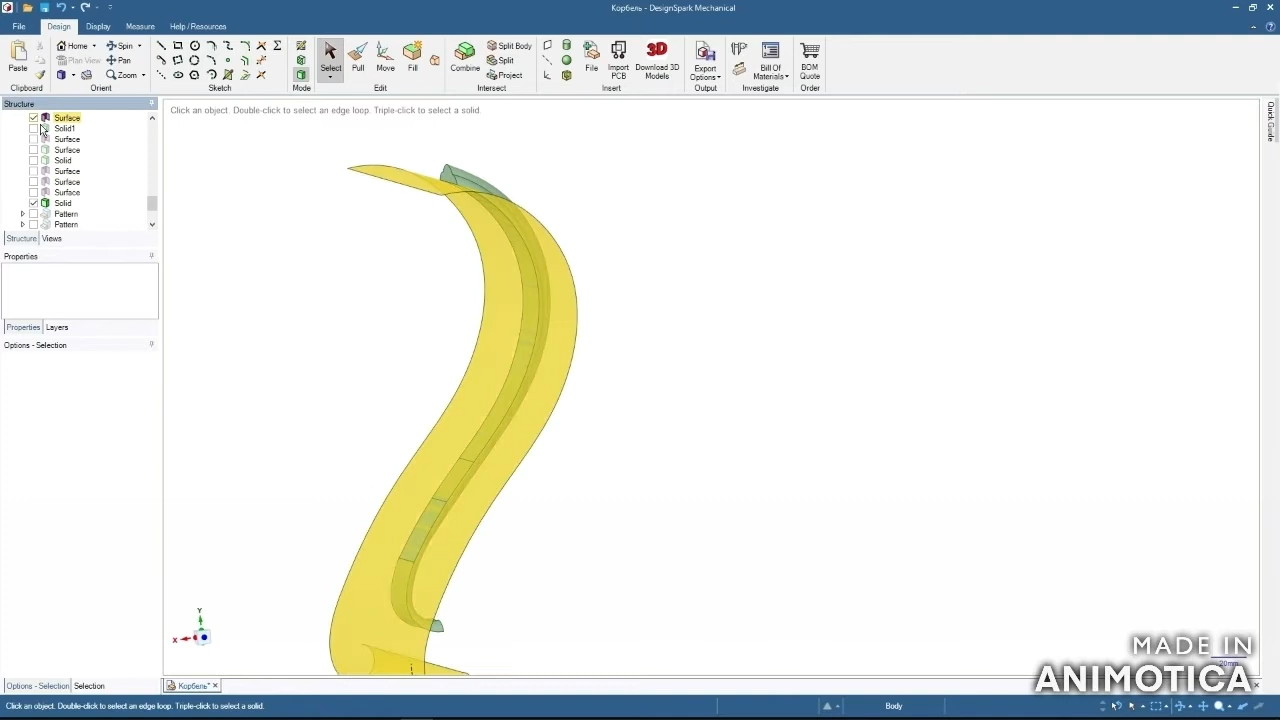 Корбель - DesignSpark Mechanical
File Design Display Measure Help / Resources
Paste
Clipboard
Home Spin
Plan View Pan
Zoom
Orient
Sketch
Mode
Select Pull Move Fill
Edit
Combine
Split Body
Split
Project
Intersect
File
Import PCB
Download 3D Models
3D
Insert
Export Options
Output
Bill Of Materials
Investigate
BOM Quote
Order
Structure
Surface
Solid1
Surface
Surface
Solid
Surface
Surface
Surface
Solid
Pattern
Pattern
Structure Views
Properties
Properties Layers
Options - Selection
Click an object. Double-click to select an edge loop. Triple-click to select a solid.
Quick Guide
Y
X
MADE IN
ANIMOTICA
20mm
Options - Selection Selection
Корбель*
Click an object. Double-click to select an edge loop. Triple-click to select a solid.
Body